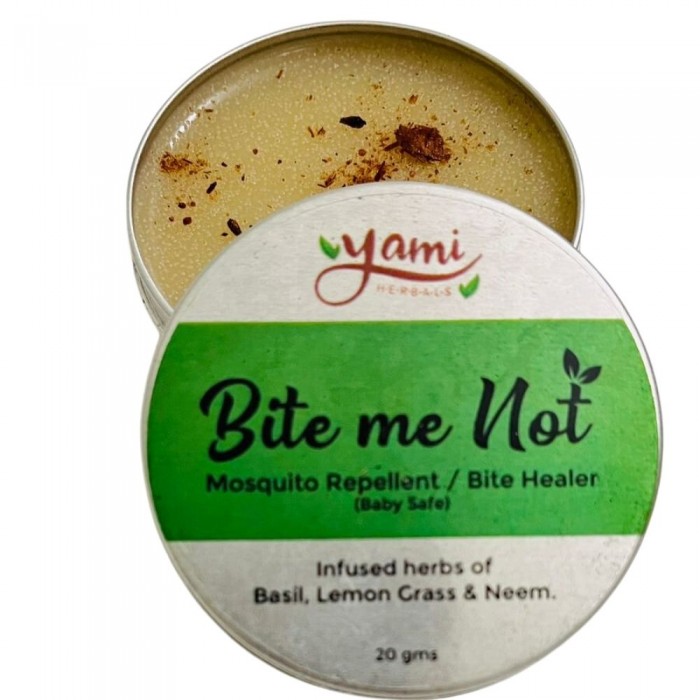 yami
HERBALS
Bite me Not
Mosquito Repellent / Bite Healer
(Baby Safe)
Infused herbs of
Basil, Lemon Grass & Neem.
20 gms